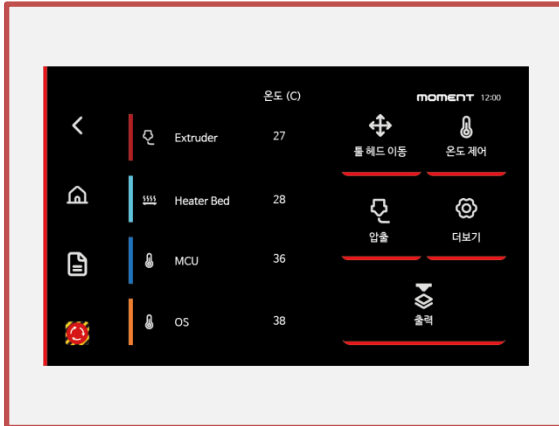 온도 (C)
moment 12:00
Extruder 27
툴 헤드 이동
온도 제어
Heater Bed 28
압출
더보기
MCU 36
OS 38
출력